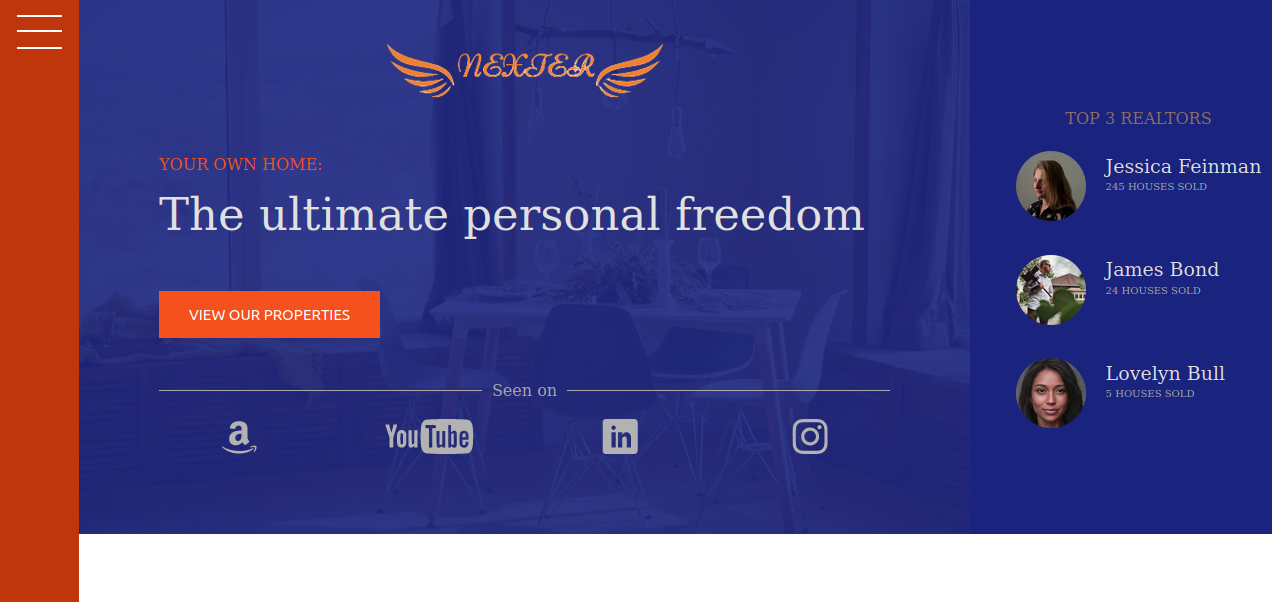 NEXTER
YOUR OWN HOME:
The ultimate personal freedom
VIEW OUR PROPERTIES
Seen on
a
YouTube
in
TOP 3 REALTORS
Jessica Feinman
245 HOUSES SOLD
James Bond
24 HOUSES SOLD
Lovelyn Bull
5 HOUSES SOLD